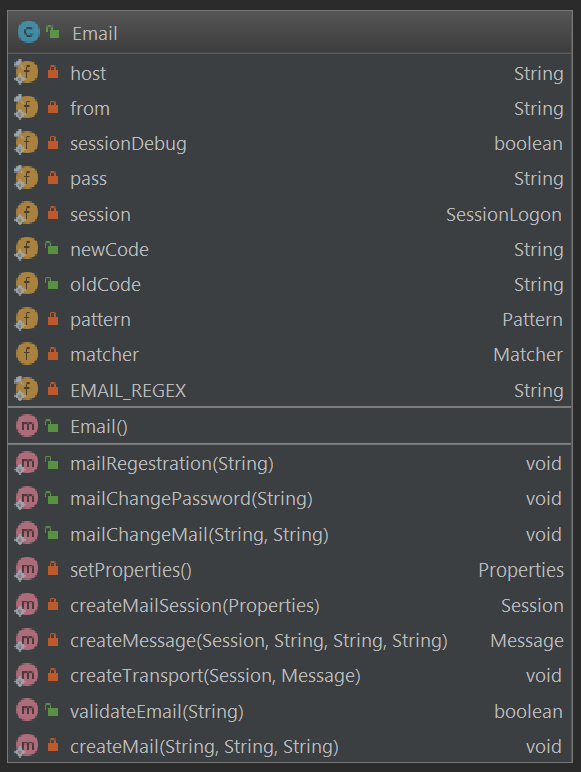 C Email
f host String
f from String
f sessionDebug boolean
f pass String
f session SessionLogon
f newCode String
f oldCode String
f pattern Pattern
f matcher Matcher
f EMAIL_REGEX String
m Email()
m mailRegestration(String) void
m mailChangePassword(String) void
m mailChangeMail(String, String) void
m setProperties() Properties
m createMailSession(Properties) Session
m createMessage(Session, String, String, String) Message
m createTransport(Session, Message) void
m validateEmail(String) boolean
m createMail(String, String, String) void